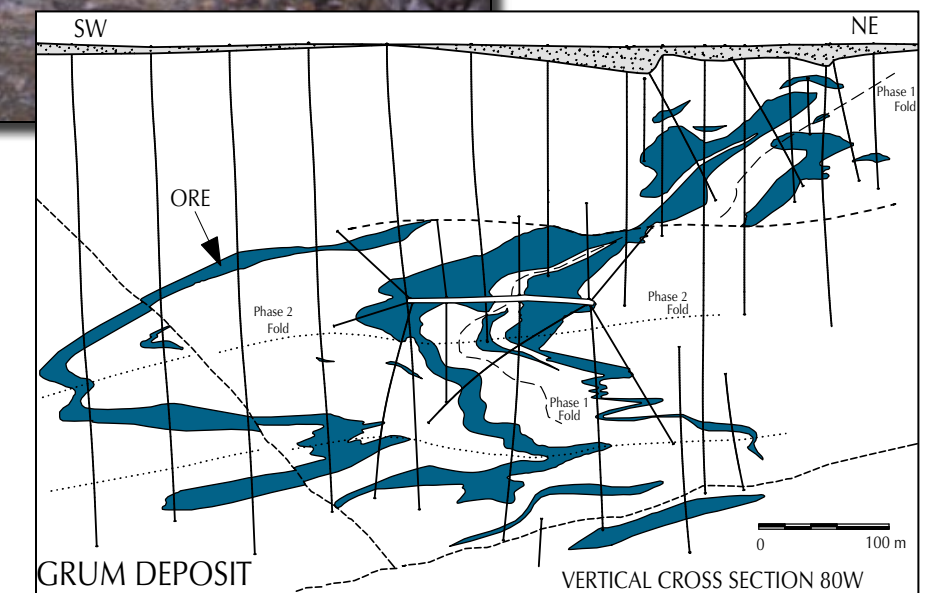 SW
NE
Phase 1
Fold
ORE
Phase 2
Fold
Phase 2
Fold
Phase 1
Fold
0
100 m
GRUM DEPOSIT
VERTICAL CROSS SECTION 80W